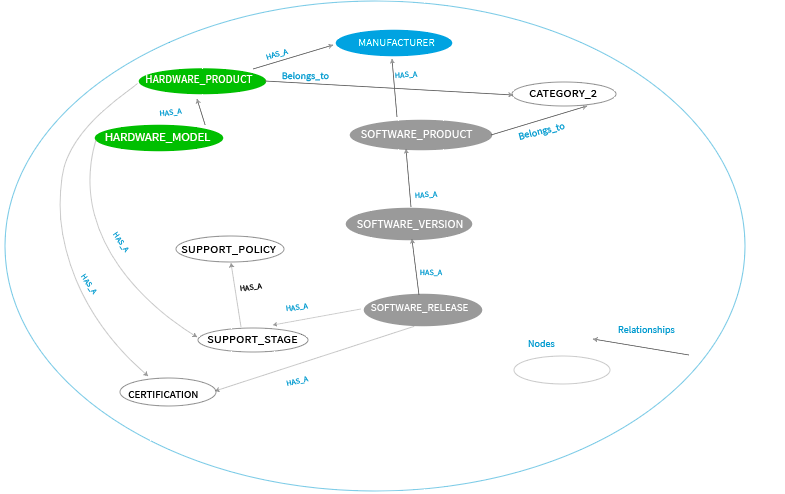 MANUFACTURER
HAS_A
HARDWARE_PRODUCT
Belongs_to
HAS_A
CATEGORY_2
HAS_A
SOFTWARE_PRODUCT
Belongs_to
HARDWARE_MODEL
HAS_A
SOFTWARE_VERSION
HAS_A
SUPPORT_POLICY
HAS_A
HAS_A
HAS_A
HAS_A
SOFTWARE_RELEASE
Relationships
SUPPORT_STAGE
Nodes
HAS_A
CERTIFICATION